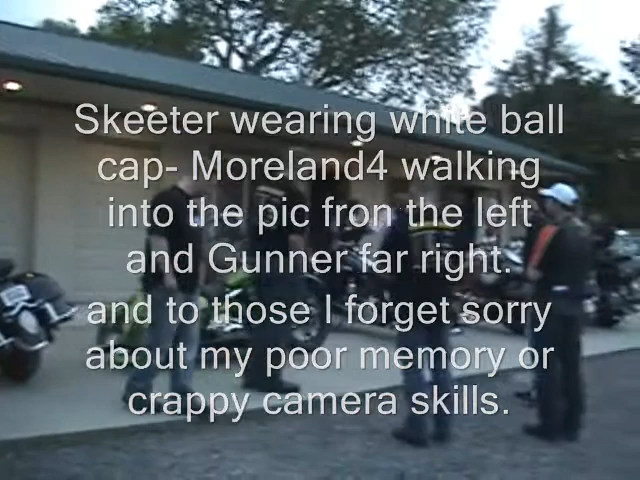 Skeeter wearing white ball
cap- Moreland4 walking
into the pic fron the left
and Gunner far right.
and to those I forget sorry
about my poor memory or
crappy camera skills.